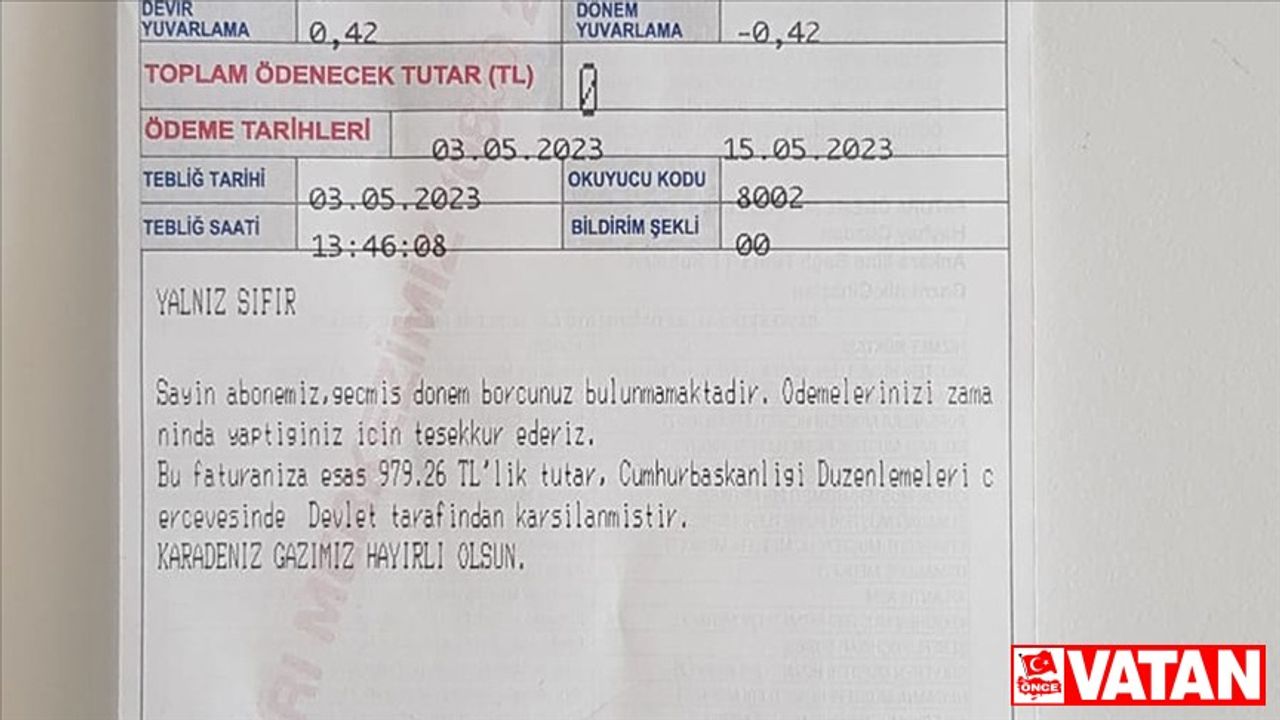 DEVİR YUVARLAMA 0,42 DÖNEM YUVARLAMA -0,42
TOPLAM ÖDENECEK TUTAR (TL) 0
ÖDEME TARİHLERİ 03.05.2023 15.05.2023
TEBLİĞ TARİHİ 03.05.2023 OKUYUCU KODU 8002
TEBLİĞ SAATİ 13:46:08 BİLDİRİM ŞEKLİ 00
YALNIZ SIFIR
Sayin abonemiz,gecmis donem borcunuz bulunmamaktadir. Odemelerinizi zama
ninda yaptiginiz icin tesekkur ederiz.
Bu faturaniza esas 979.26 TL'lik tutar, Cumhurbaskanligi Duzenlemeleri c
ercevesinde Devlet tarafindan karsilanmistir.
KARADENIZ GAZIMIZ HAYIRLI OLSUN.
ÖNCE VATAN